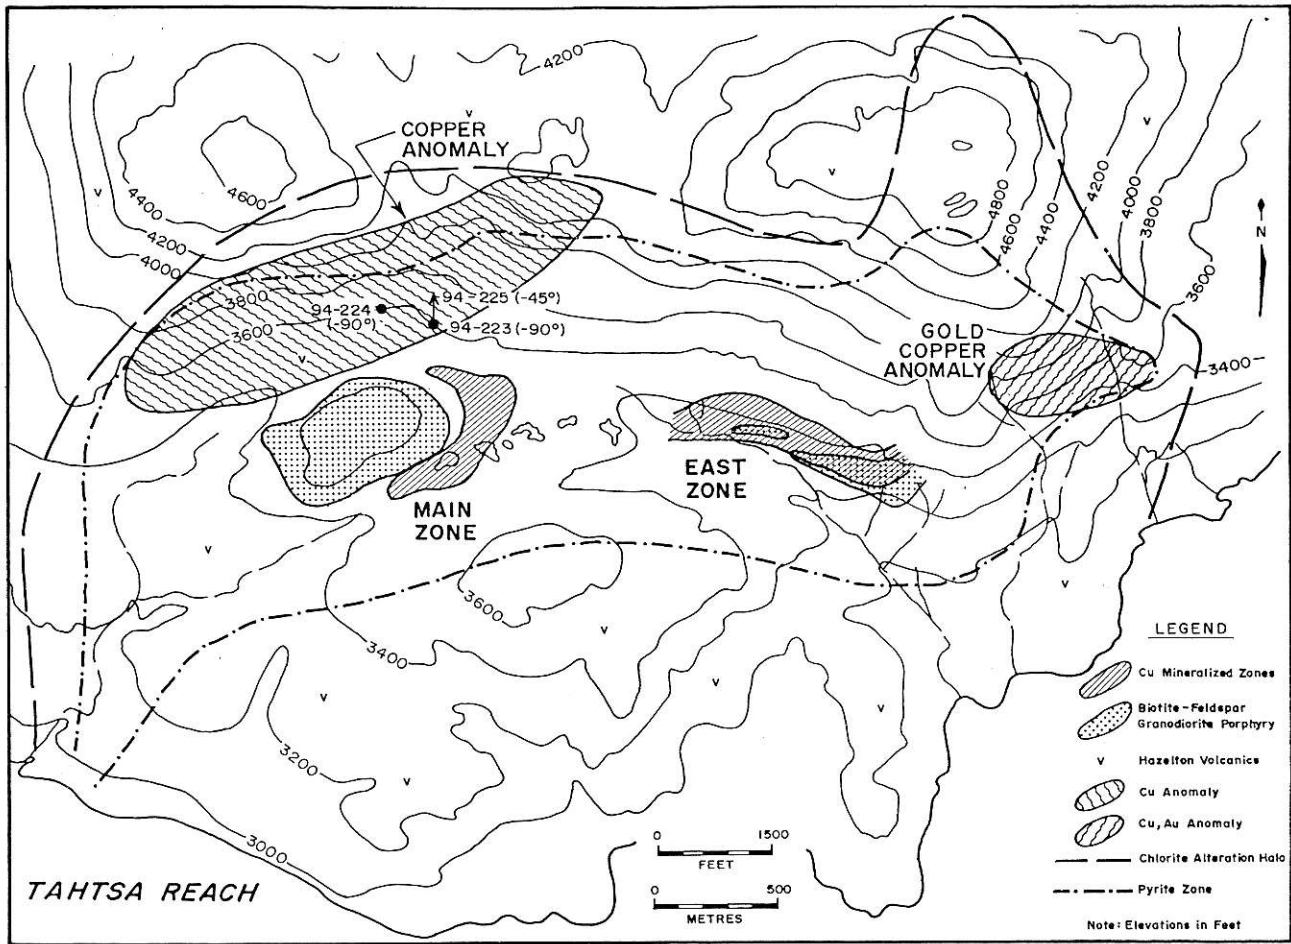 4200
COPPER
ANOMALY
V
V
V
V
4600
4400
4200
4000
3800
3600
4800
4600
4400
4200
4000
3800
3600
3400
N
94-224
(-90°)
94-225 (-45°)
94-223 (-90°)
V
GOLD
COPPER
ANOMALY
MAIN
ZONE
EAST
ZONE
V
V
V
V
V
V
V
3600
3400
3200
3000
TAHTSA REACH
0 1500
FEET
0 500
METRES
LEGEND
Cu Mineralized Zones
Biotite-Feldspar
Granodiorite Porphyry
V Hazelton Volcanics
Cu Anomaly
Cu, Au Anomaly
Chlorite Alteration Halo
Pyrite Zone
Note: Elevations in Feet